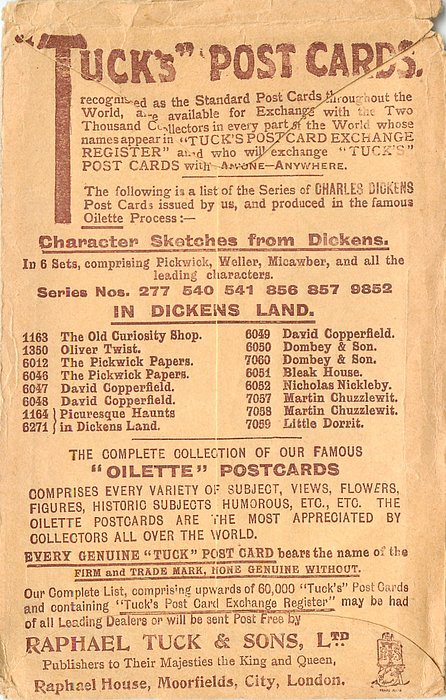 "TUCK'S" POST CARDS.
recognised as the Standard Post Cards throughout the
World, are available for Exchange with the Two
Thousand Collectors in every part of the World whose
names appear in "TUCK'S POST CARD EXCHANGE
REGISTER" and who will exchange "TUCK'S"
POST CARDS with ANYONE—ANYWHERE.
The following is a list of the Series of CHARLES DICKENS
Post Cards issued by us, and produced in the famous
Oilette Process:—
Character Sketches from Dickens.
In 6 Sets, comprising Pickwick, Weller, Micawber, and all the
leading characters.
Series Nos. 277 540 541 856 857 9852
IN DICKENS LAND.
1163 The Old Curiosity Shop.
1350 Oliver Twist.
6012 The Pickwick Papers.
6046 The Pickwick Papers.
6047 David Copperfield.
6048 David Copperfield.
1164 } Picturesque Haunts
6271 } in Dickens Land.
6049 David Copperfield.
6050 Dombey & Son.
7060 Dombey & Son.
6051 Bleak House.
6052 Nicholas Nickleby.
7057 Martin Chuzzlewit.
7058 Martin Chuzzlewit.
7059 Little Dorrit.
THE COMPLETE COLLECTION OF OUR FAMOUS
"OILETTE" POSTCARDS
COMPRISES EVERY VARIETY OF SUBJECT, VIEWS, FLOWERS,
FIGURES, HISTORIC SUBJECTS HUMOROUS, ETC., ETC. THE
OILETTE POSTCARDS ARE THE MOST APPRECIATED BY
COLLECTORS ALL OVER THE WORLD.
EVERY GENUINE "TUCK" POST CARD bears the name of the
FIRM and TRADE MARK, NONE GENUINE WITHOUT.
Our Complete List, comprising upwards of 60,000 "Tuck's" Post Cards
and containing "Tuck's Post Card Exchange Register" may be had
of all Leading Dealers or will be sent Post Free by
RAPHAEL TUCK & SONS, LTD
Publishers to Their Majesties the King and Queen,
Raphael House, Moorfields, City, London.